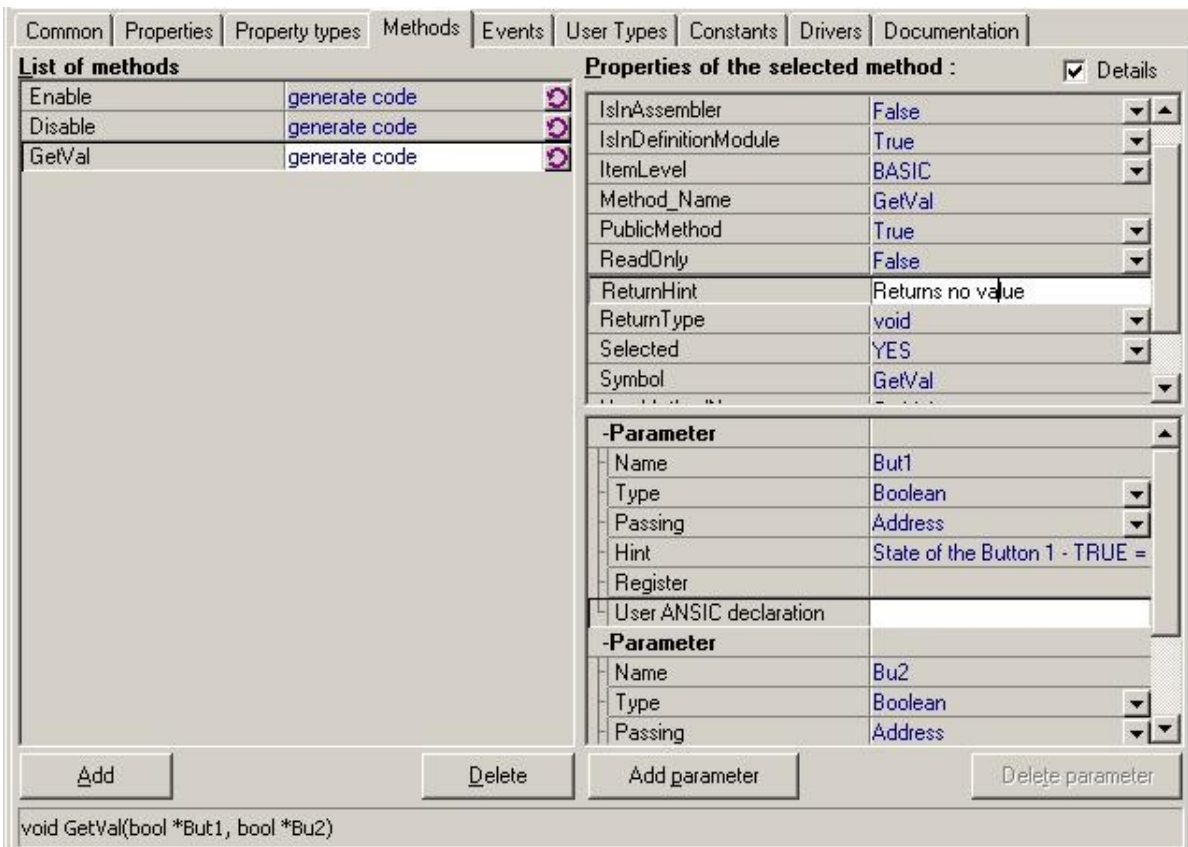 Common Properties Property types Methods Events User Types Constants Drivers Documentation
List of methods
Enable generate code
Disable generate code
GetVal generate code
Properties of the selected method : Details
IsInAssembler False
IsInDefinitionModule True
ItemLevel BASIC
Method_Name GetVal
PublicMethod True
ReadOnly False
ReturnHint Returns no value
ReturnType void
Selected YES
Symbol GetVal
-Parameter
Name But1
Type Boolean
Passing Address
Hint State of the Button 1 - TRUE =
Register
User ANSIC declaration
-Parameter
Name Bu2
Type Boolean
Passing Address
Add Delete Add parameter Delete parameter
void GetVal(bool *But1, bool *Bu2)